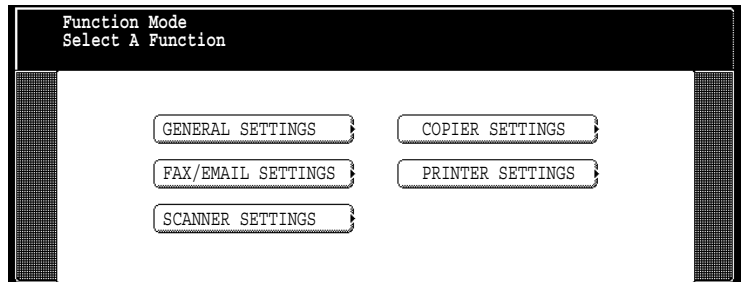 Function Mode
Select A Function
GENERAL SETTINGS
COPIER SETTINGS
FAX/EMAIL SETTINGS
PRINTER SETTINGS
SCANNER SETTINGS